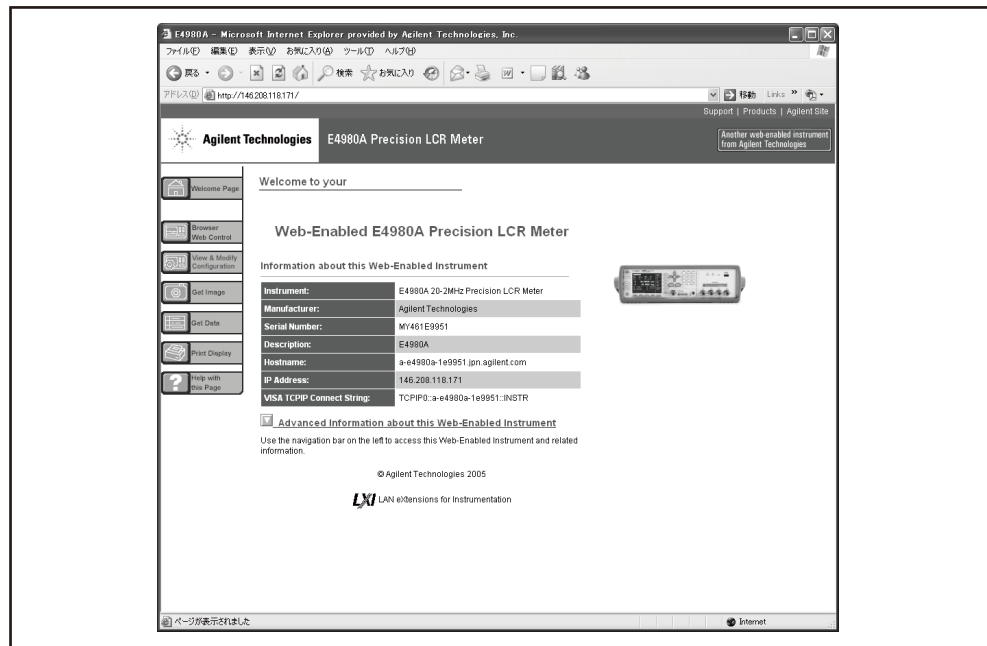 E4980A - Microsoft Internet Explorer provided by Agilent Technologies, Inc.
ファイル(F) 編集(E) 表示(V) お気に入り(A) ツール(T) ヘルプ(H)
戻る 検索 お気に入り
アドレス(D) http://146.208.118.171/ 移動 Links »
Support | Products | Agilent Site
Agilent Technologies E4980A Precision LCR Meter
Another web-enabled instrument
from Agilent Technologies
Welcome Page
Browser
Web Control
View & Modify
Configuration
Get Image
Get Data
Print Display
Help with
this Page
Welcome to your
Web-Enabled E4980A Precision LCR Meter
Information about this Web-Enabled Instrument
Instrument: E4980A 20-2MHz Precision LCR Meter
Manufacturer: Agilent Technologies
Serial Number: MY461E9951
Description: E4980A
Hostname: a-e4980a-1e9951.jpn.agilent.com
IP Address: 146.208.118.171
VISA TCPIP Connect String: TCPIP0::a-e4980a-1e9951::INSTR
Advanced Information about this Web-Enabled Instrument
Use the navigation bar on the left to access this Web-Enabled Instrument and related
information.
© Agilent Technologies 2005
LXI LAN eXtensions for Instrumentation
ページが表示されました Internet